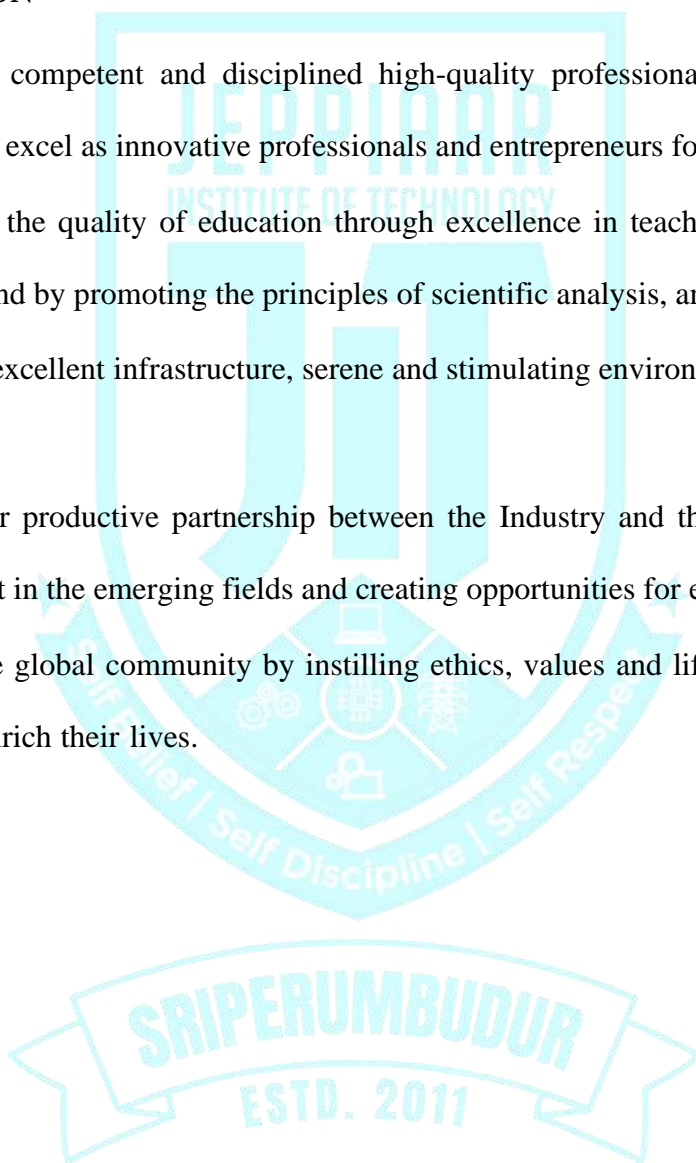 competent and disciplined high-quality professiona
excel as innovative professionals and entrepreneurs fo
the quality of education through excellence in teach
nd by promoting the principles of scientific analysis, a
excellent infrastructure, serene and stimulating environ
r productive partnership between the Industry and th
t in the emerging fields and creating opportunities for e
e global community by instilling ethics, values and lif
rich their lives.
JEPPIAAR
INSTITUTE OF TECHNOLOGY
JIT
Self Belief | Self Discipline | Self Respect
SRIPERUMBUDUR
ESTD. 2011